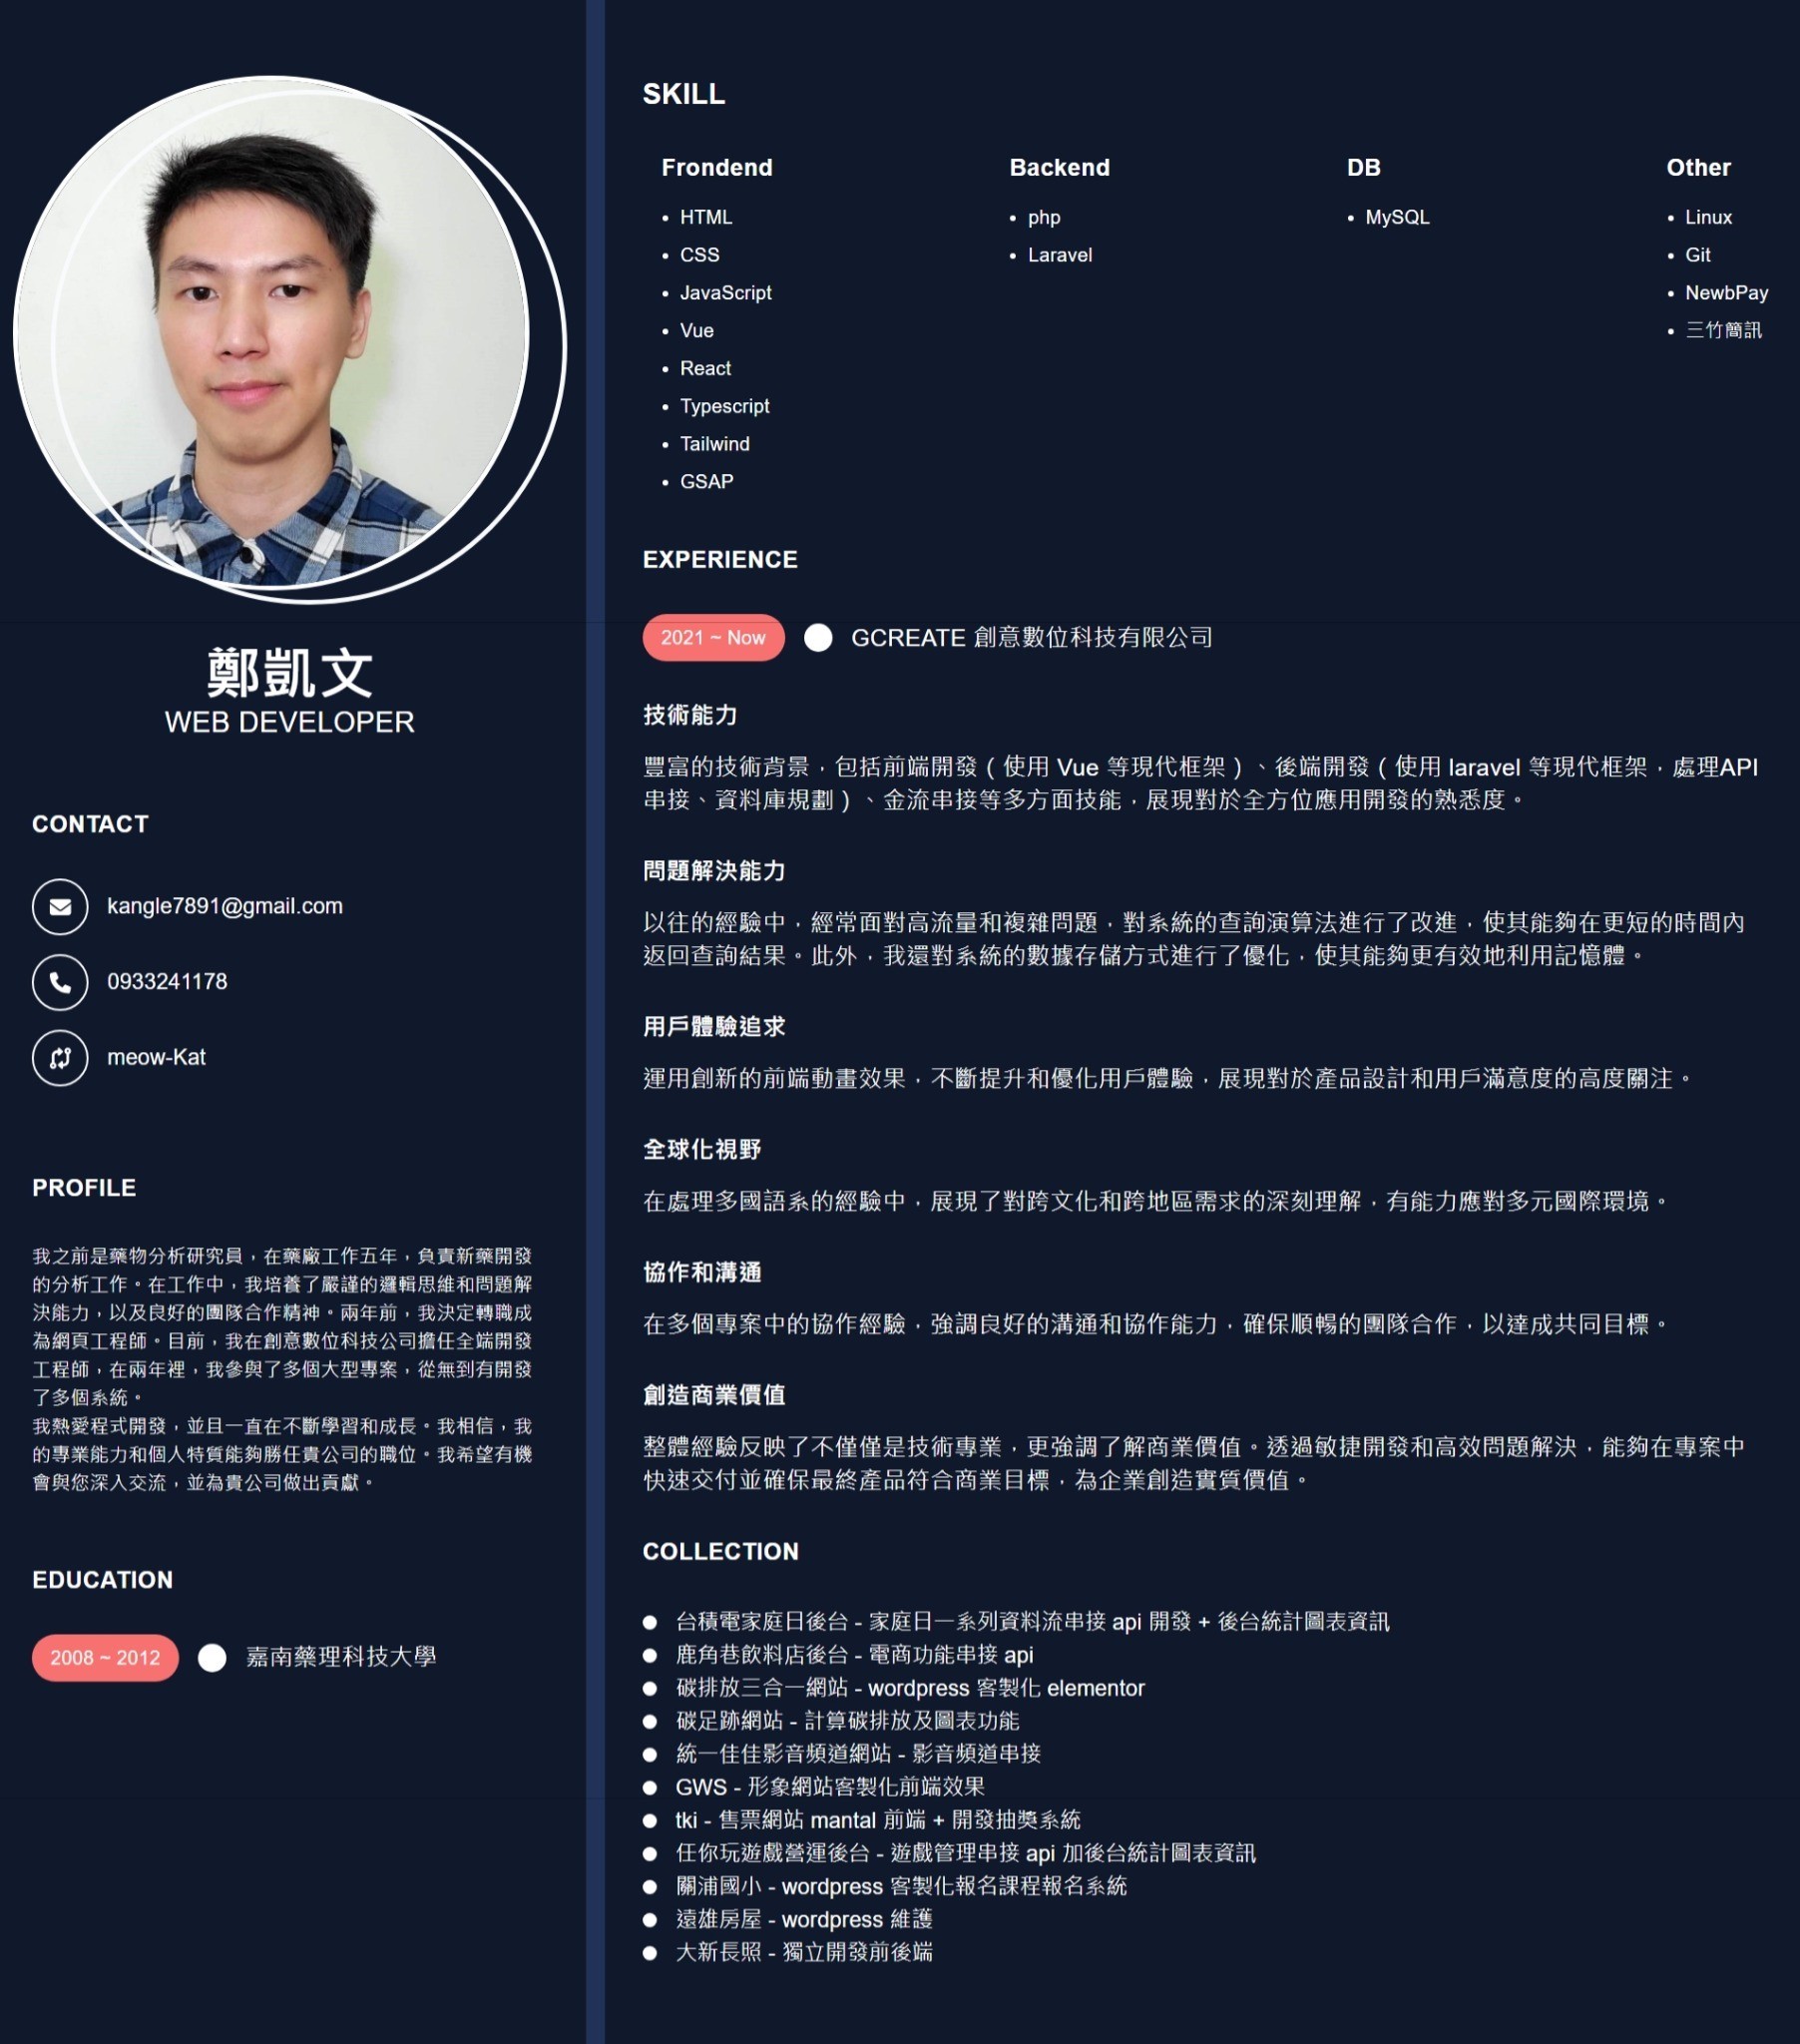 鄭凱文
WEB DEVELOPER
CONTACT
kangle7891@gmail.com
0933241178
meow-Kat
PROFILE
我之前是藥物分析研究員，在藥廠工作五年，負責新藥開發
的分析工作。在工作中，我培養了嚴謹的邏輯思維和問題解
決能力，以及良好的團隊合作精神。兩年前，我決定轉職成
為網頁工程師。目前，我在創意數位科技公司擔任全端開發
工程師，在兩年裡，我參與了多個大型專案，從無到有開發
了多個系統。
我熱愛程式開發，並且一直在不斷學習和成長。我相信，我
的專業能力和個人特質能夠勝任貴公司的職位。我希望有機
會與您深入交流，並為貴公司做出貢獻。
EDUCATION
2008 ~ 2012 嘉南藥理科技大學
SKILL
Frondend
HTML
CSS
JavaScript
Vue
React
Typescript
Tailwind
GSAP
Backend
php
Laravel
DB
MySQL
Other
Linux
Git
NewbPay
三竹簡訊
EXPERIENCE
2021 ~ Now GCREATE 創意數位科技有限公司
技術能力
豐富的技術背景，包括前端開發（使用 Vue 等現代框架）、後端開發（使用 laravel 等現代框架，處理API
串接、資料庫規劃）、金流串接等多方面技能，展現對於全方位應用開發的熟悉度。
問題解決能力
以往的經驗中，經常面對高流量和複雜問題，對系統的查詢演算法進行了改進，使其能夠在更短的時間內
返回查詢結果。此外，我還對系統的數據存儲方式進行了優化，使其能夠更有效地利用記憶體。
用戶體驗追求
運用創新的前端動畫效果，不斷提升和優化用戶體驗，展現對於產品設計和用戶滿意度的高度關注。
全球化視野
在處理多國語系的經驗中，展現了對跨文化和跨地區需求的深刻理解，有能力應對多元國際環境。
協作和溝通
在多個專案中的協作經驗，強調良好的溝通和協作能力，確保順暢的團隊合作，以達成共同目標。
創造商業價值
整體經驗反映了不僅僅是技術專業，更強調了解商業價值。透過敏捷開發和高效問題解決，能夠在專案中
快速交付並確保最終產品符合商業目標，為企業創造實質價值。
COLLECTION
台積電家庭日後台 - 家庭日一系列資料流串接 api 開發 + 後台統計圖表資訊
鹿角巷飲料店後台 - 電商功能串接 api
碳排放三合一網站 - wordpress 客製化 elementor
碳足跡網站 - 計算碳排放及圖表功能
統一佳佳影音頻道網站 - 影音頻道串接
GWS - 形象網站客製化前端效果
tki - 售票網站 mantal 前端 + 開發抽獎系統
任你玩遊戲營運後台 - 遊戲管理串接 api 加後台統計圖表資訊
關浦國小 - wordpress 客製化報名課程報名系統
遠雄房屋 - wordpress 維護
大新長照 - 獨立開發前後端